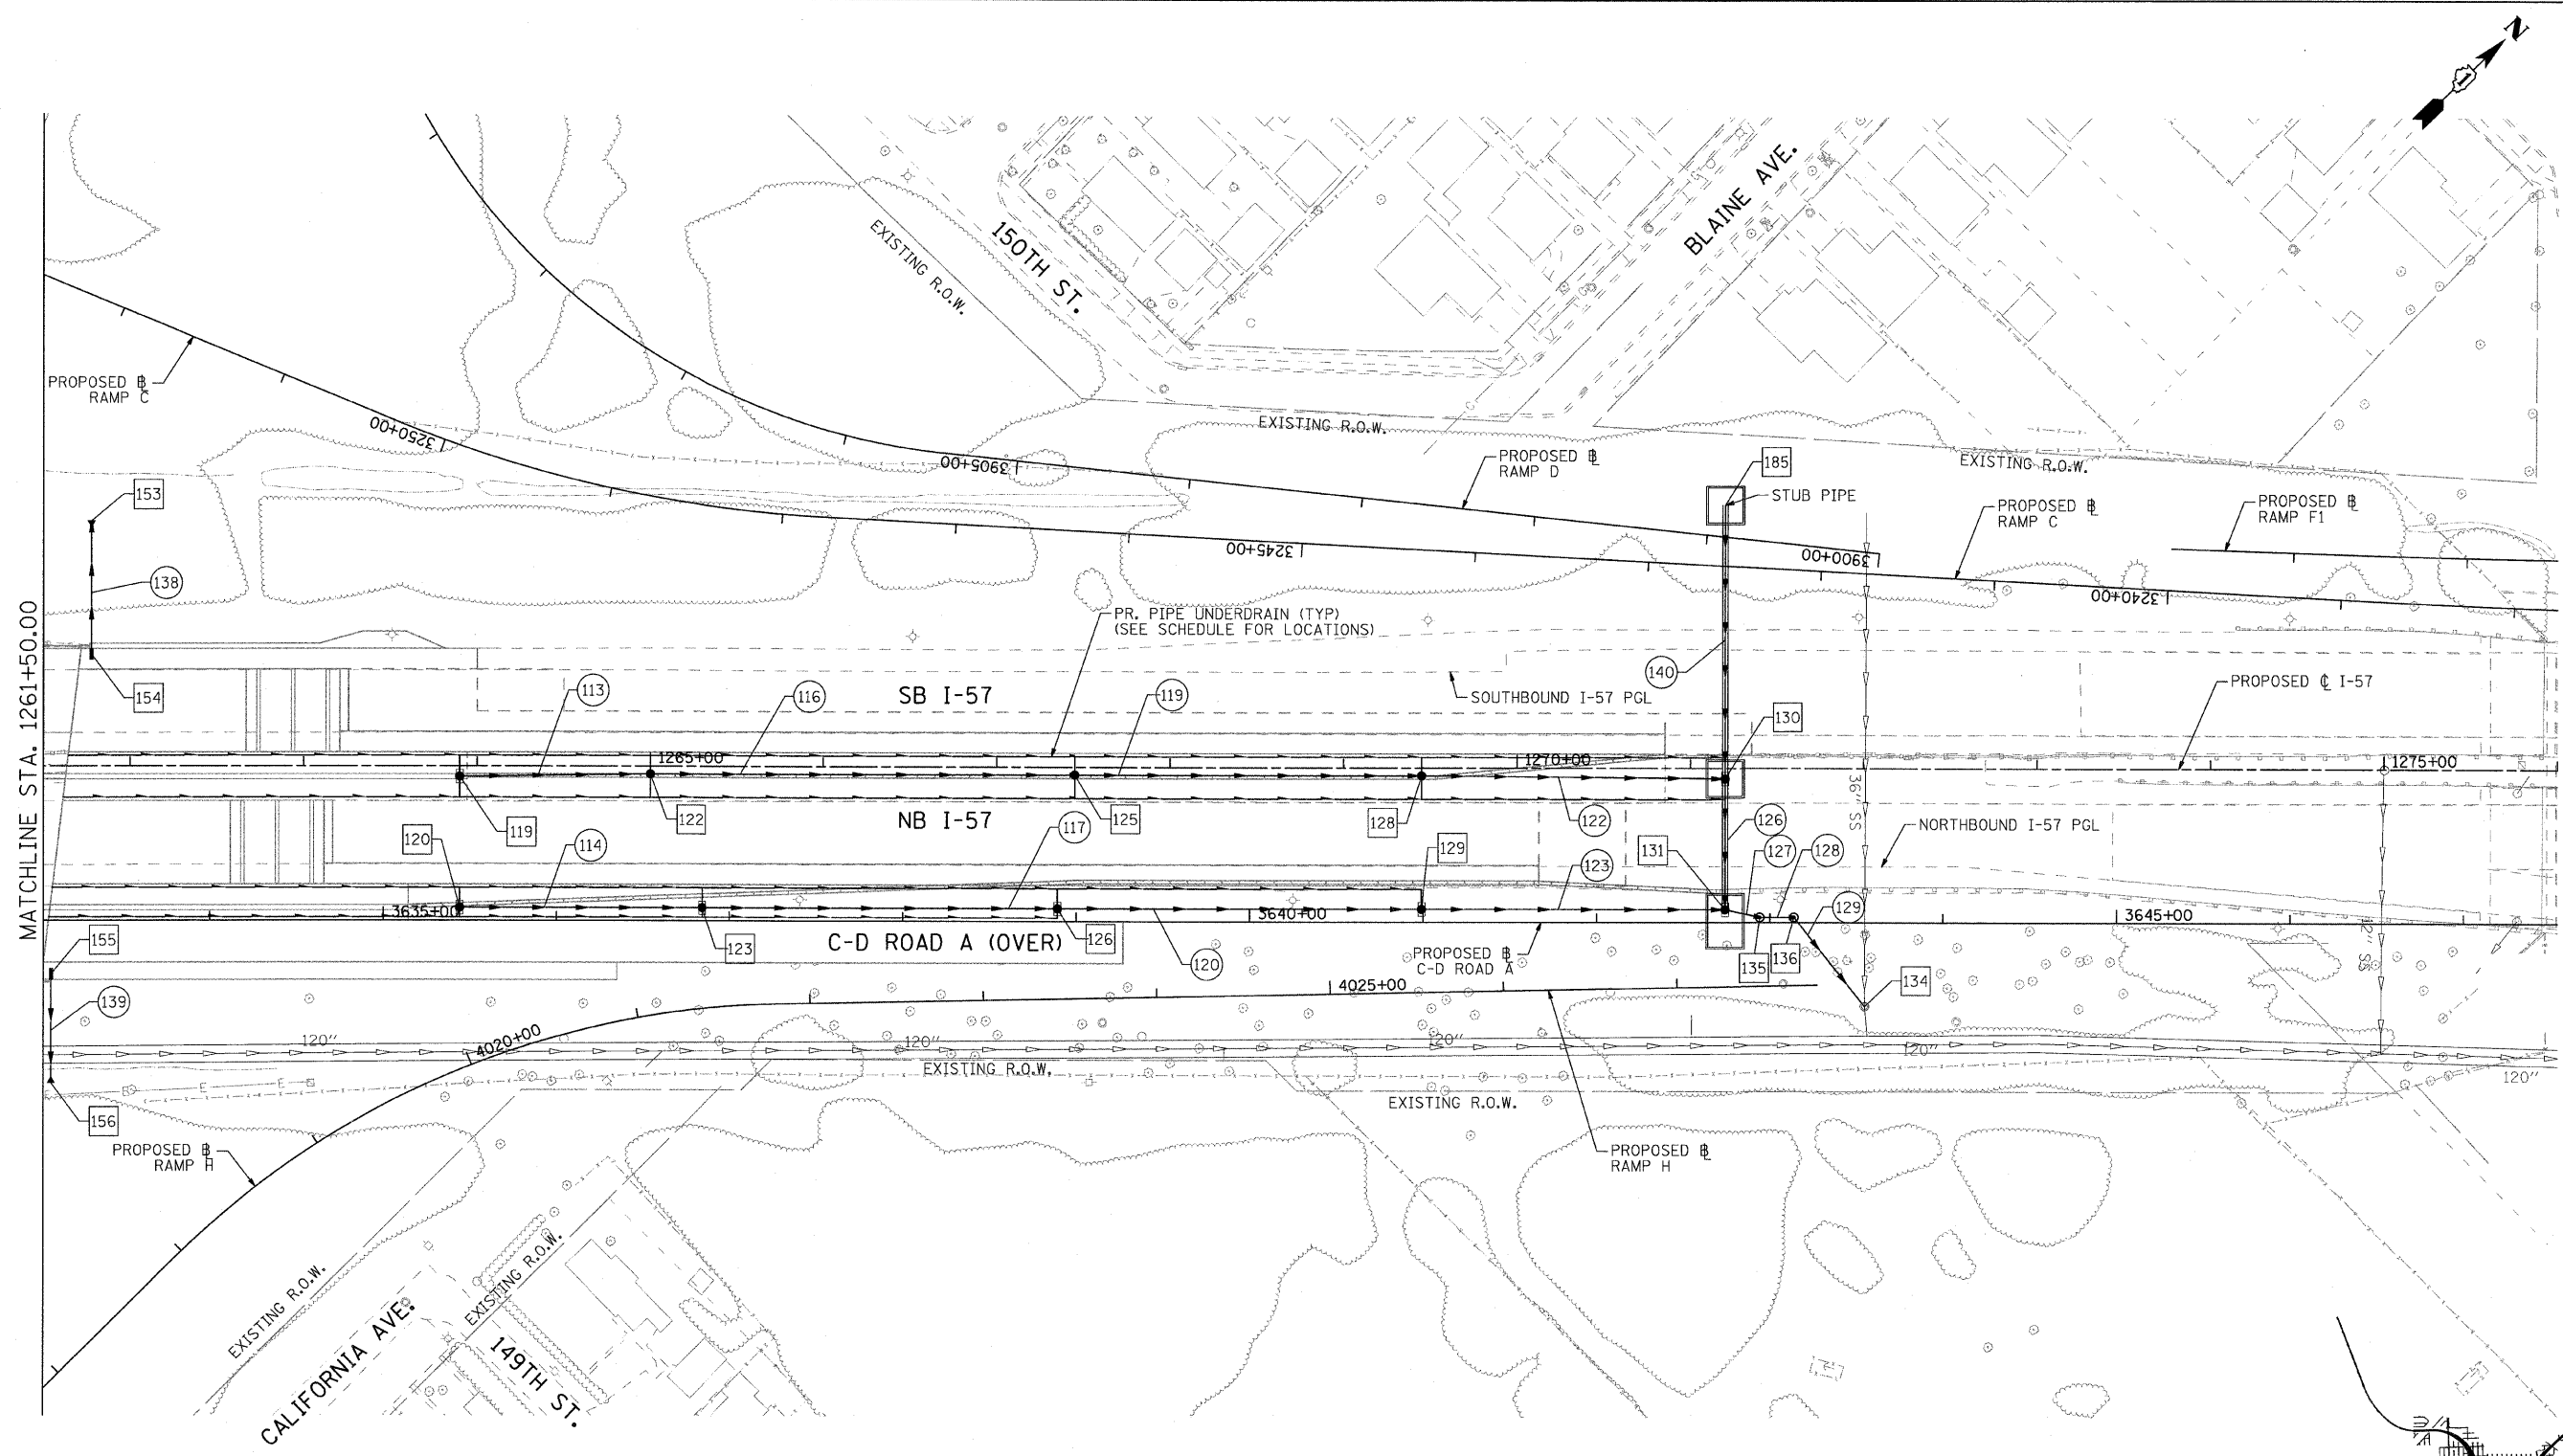 N
1
150TH ST.
BLAINE AVE.
EXISTING R.O.W.
PROPOSED B
RAMP C
3250+00
3905+00
EXISTING R.O.W.
PROPOSED B
RAMP D
185
STUB PIPE
EXISTING R.O.W.
PROPOSED B
RAMP C
PROPOSED B
RAMP F1
153
3245+00
3900+00
3240+00
138
PR. PIPE UNDERDRAIN (TYP)
(SEE SCHEDULE FOR LOCATIONS)
140
154
113
116
SB I-57
119
SOUTHBOUND I-57 PGL
PROPOSED CL I-57
130
MATCHLINE STA. 1261+50.00
1265+00
1270+00
1275+00
36" SS
119
122
NB I-57
125
128
122
126
NORTHBOUND I-57 PGL
120
114
117
129
123
131
127
128
3635+00
3640+00
129
3645+00
155
123
C-D ROAD A (OVER)
126
120
PROPOSED B
C-D ROAD A
135
136
134
12" SS
139
4025+00
120"
4020+00
120"
120"
120"
120"
E
E
E
EXISTING R.O.W.
EXISTING R.O.W.
156
PROPOSED B
RAMP H
PROPOSED B
RAMP H
EXISTING R.O.W.
EXISTING R.O.W.
CALIFORNIA AVE.
149TH ST.